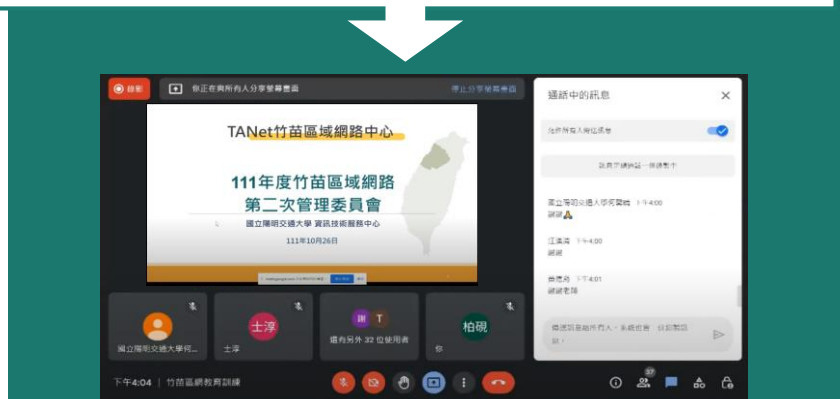 錄影
你正在與所有人分享螢幕畫面
停止分享螢幕畫面
TANet竹苗區域網路中心
111年度竹苗區域網路
第二次管理委員會
國立陽明交通大學 資訊技術服務中心
111年10月26日
國立陽明交通大學何...
士淳
士淳
謝 T
還有另外 32 位使用者
柏硯
你
通話中的訊息
允許所有人傳送訊息
下午4:00
謝謝🙏
下午4:00
謝謝
下午4:01
謝謝老師
下午4:04 | 竹苗區網教育訓練
37